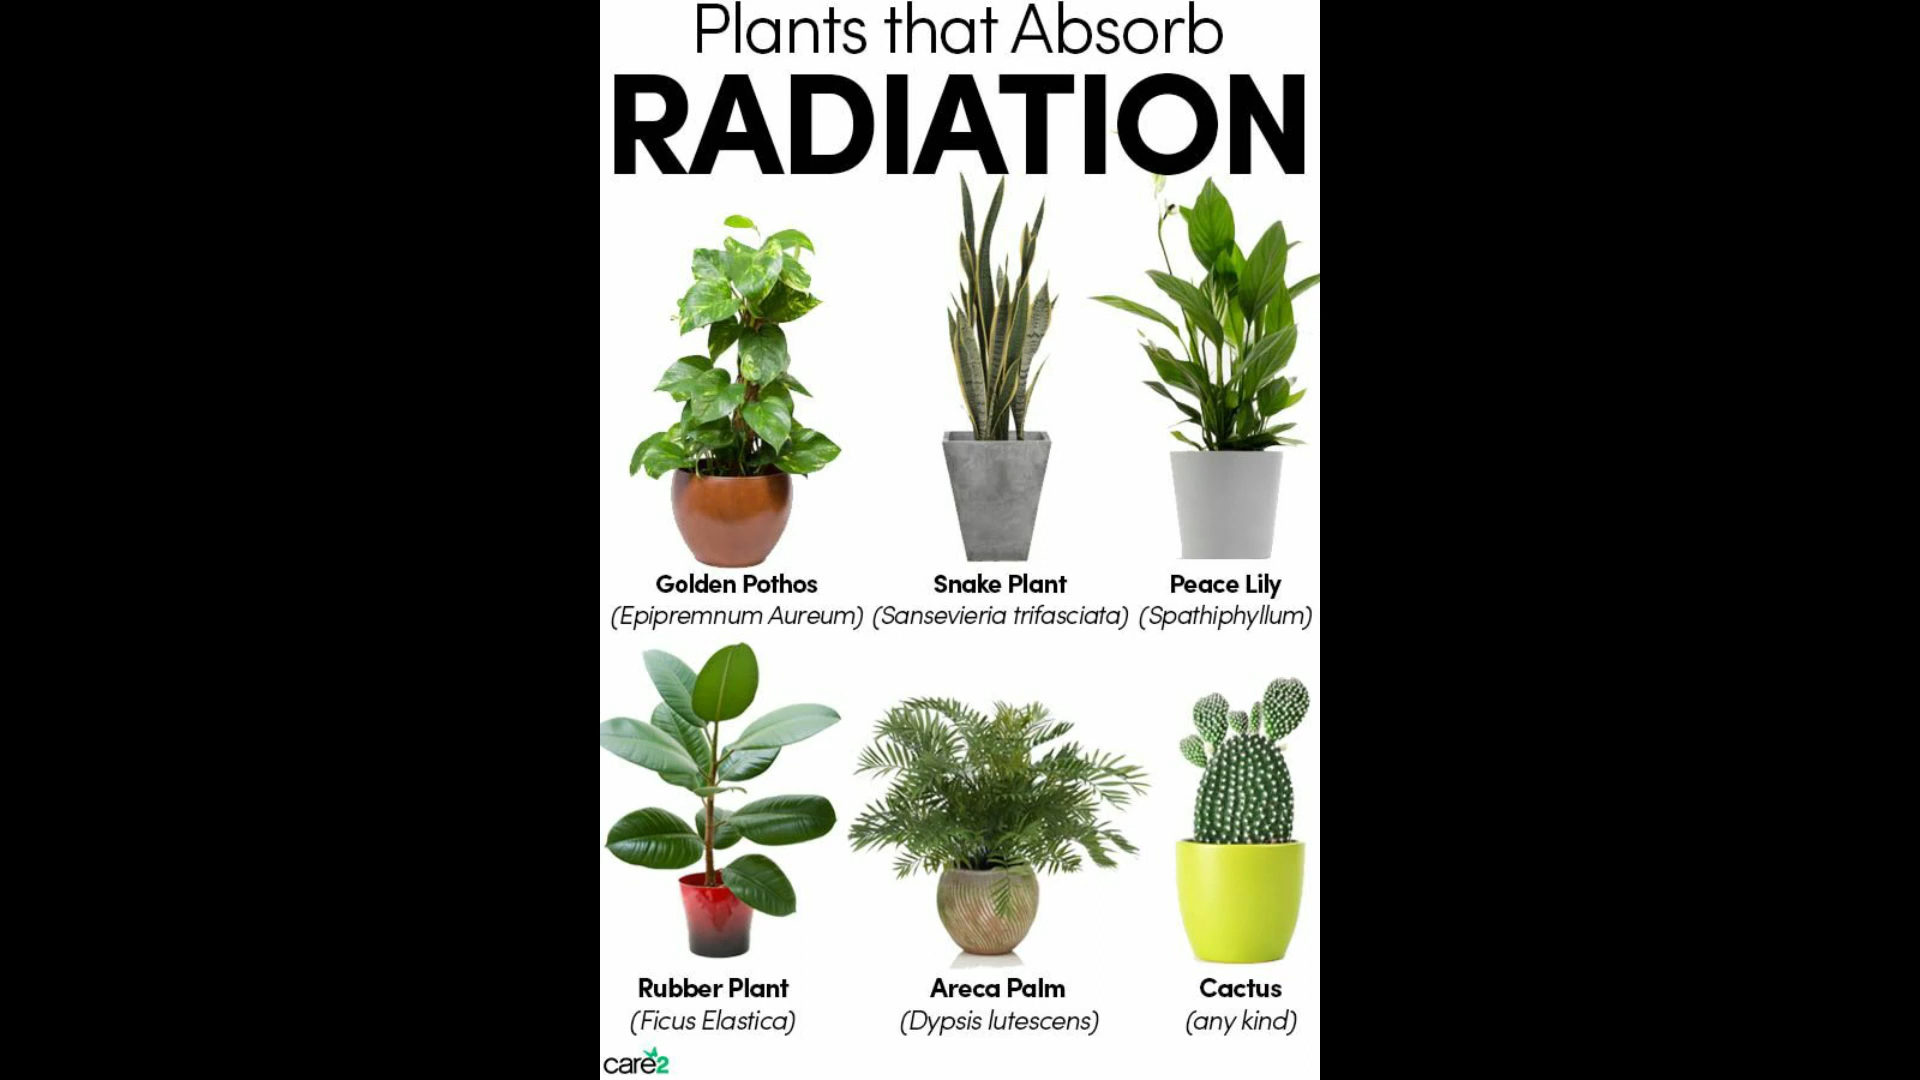 Plants that Absorb
RADIATION
Golden Pothos
(Epipremnum Aureum)
Snake Plant
(Sansevieria trifasciata)
Peace Lily
(Spathiphyllum)
Rubber Plant
(Ficus Elastica)
Areca Palm
(Dypsis lutescens)
Cactus
(any kind)
care2